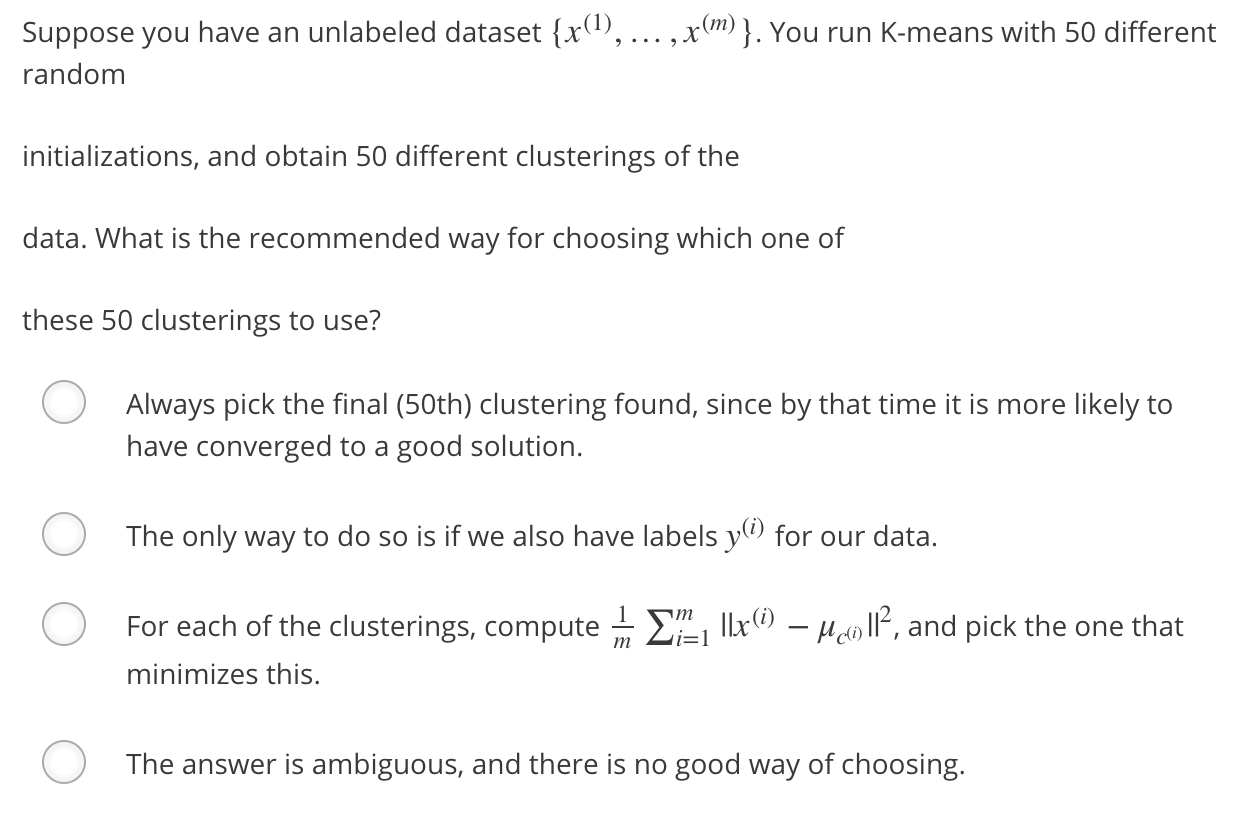 Suppose you have an unlabeled dataset {x^(1), … , x^(m)}. You run K-means with 50 different
random
initializations, and obtain 50 different clusterings of the
data. What is the recommended way for choosing which one of
these 50 clusterings to use?
Always pick the final (50th) clustering found, since by that time it is more likely to
have converged to a good solution.
The only way to do so is if we also have labels y^(i) for our data.
For each of the clusterings, compute \frac{1}{m} \sum_{i=1}^{m} ||x^{(i)} − μ_{c^{(i)}}||^2, and pick the one that
minimizes this.
The answer is ambiguous, and there is no good way of choosing.